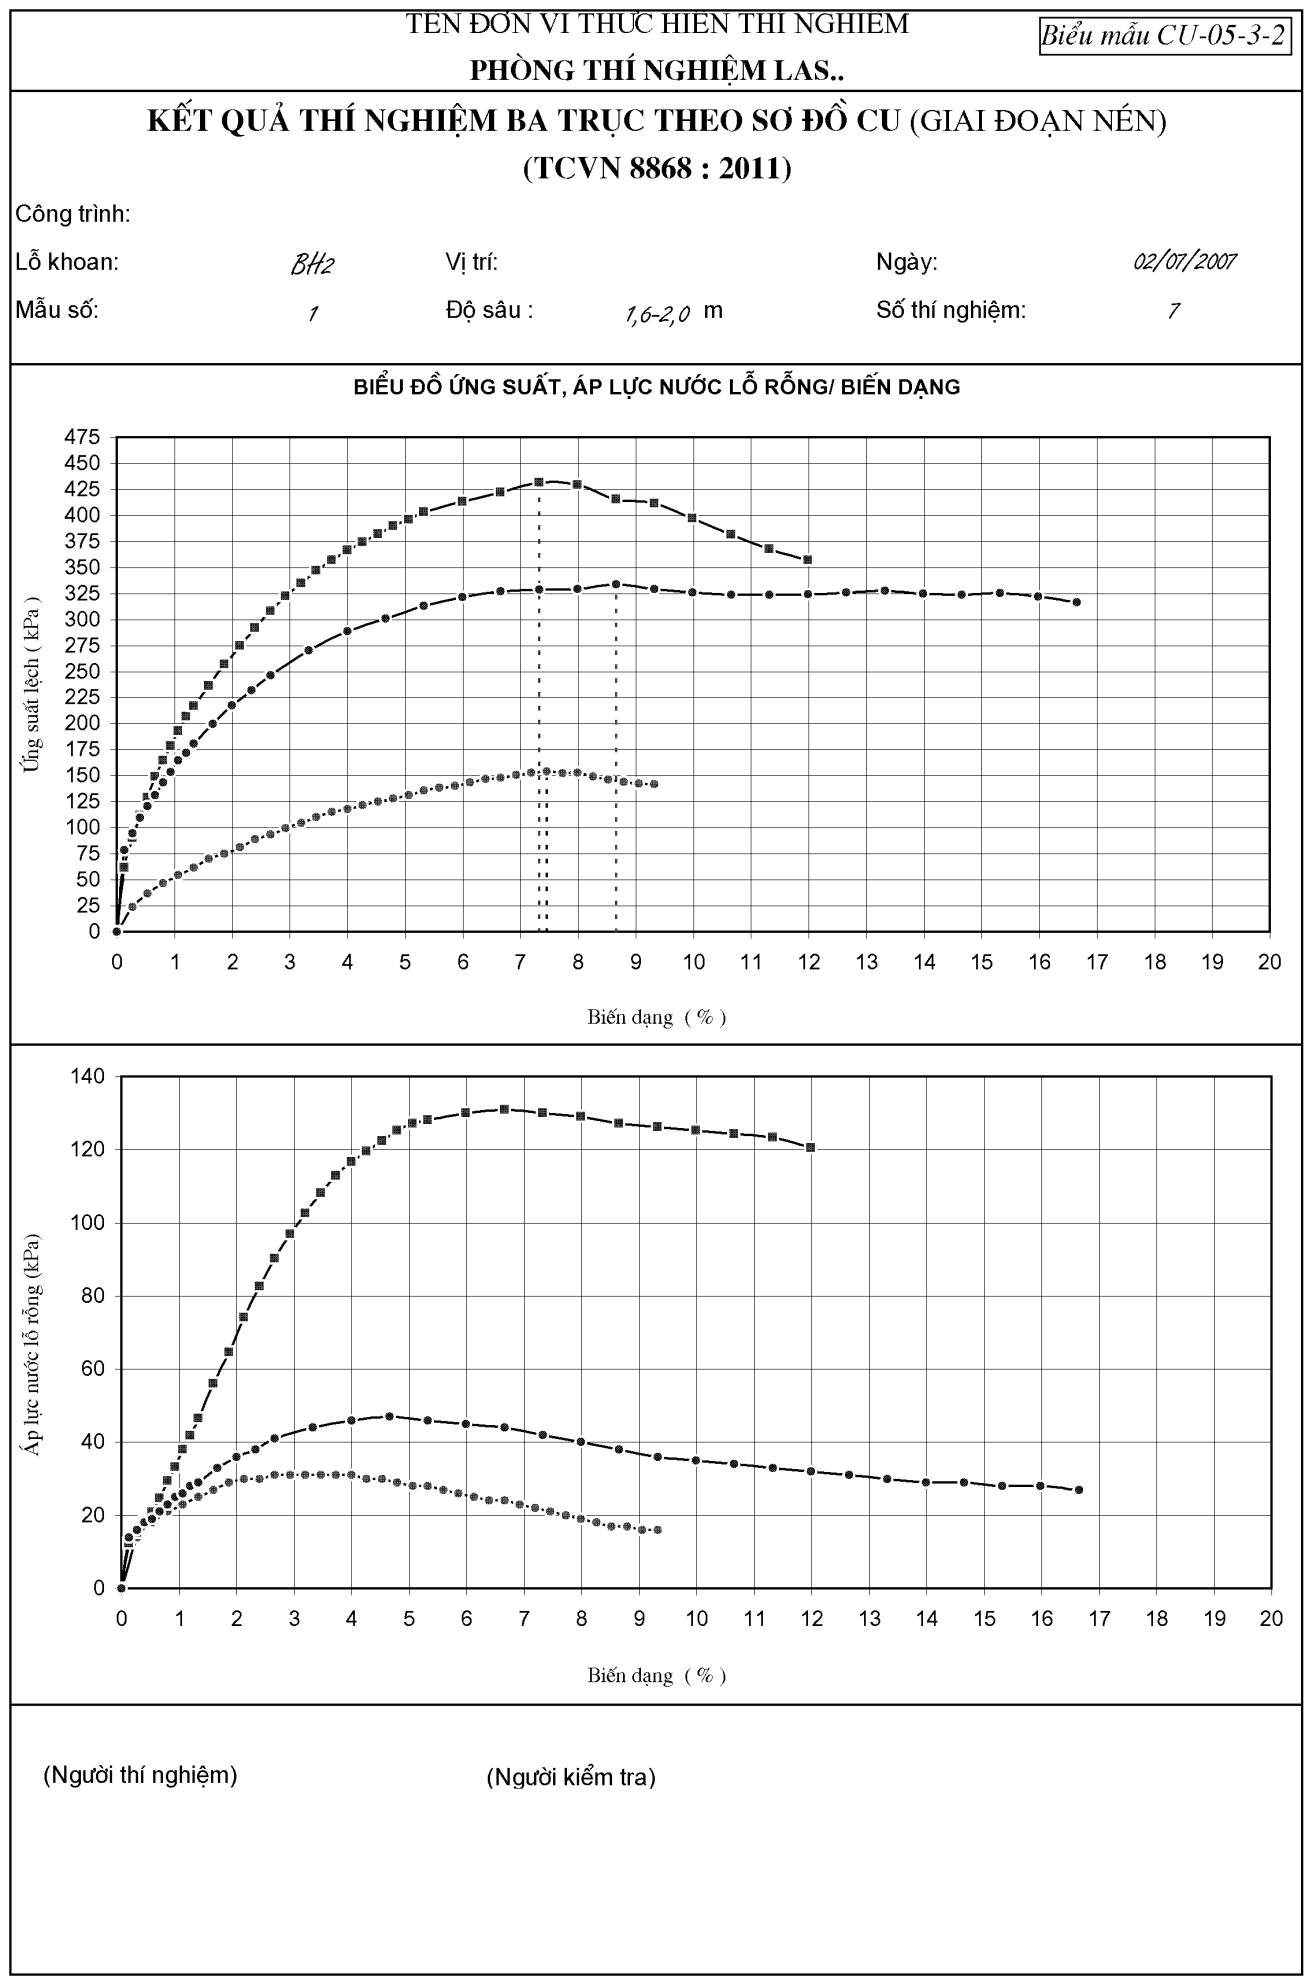 TÊN ĐƠN VỊ THỰC HIỆN THÍ NGHIỆM
Biểu mẫu CU-05-3-2
PHÒNG THÍ NGHIỆM LAS..
KẾT QUẢ THÍ NGHIỆM BA TRỤC THEO SƠ ĐỒ CU (GIAI ĐOẠN NÉN)
(TCVN 8868 : 2011)
Công trình:
Lỗ khoan: BH2 Vị trí: Ngày: 02/07/2007
Mẫu số: 1 Độ sâu : 1,6-2,0 m Số thí nghiệm: 7
BIỂU ĐỒ ỨNG SUẤT, ÁP LỰC NƯỚC LỖ RỖNG/ BIẾN DẠNG
Ứng suất lệch ( kPa )
475
450
425
400
375
350
325
300
275
250
225
200
175
150
125
100
75
50
25
0
0 1 2 3 4 5 6 7 8 9 10 11 12 13 14 15 16 17 18 19 20
Biến dạng ( % )
Áp lực nước lỗ rỗng (kPa)
140
120
100
80
60
40
20
0
0 1 2 3 4 5 6 7 8 9 10 11 12 13 14 15 16 17 18 19 20
Biến dạng ( % )
(Người thí nghiệm) (Người kiểm tra)